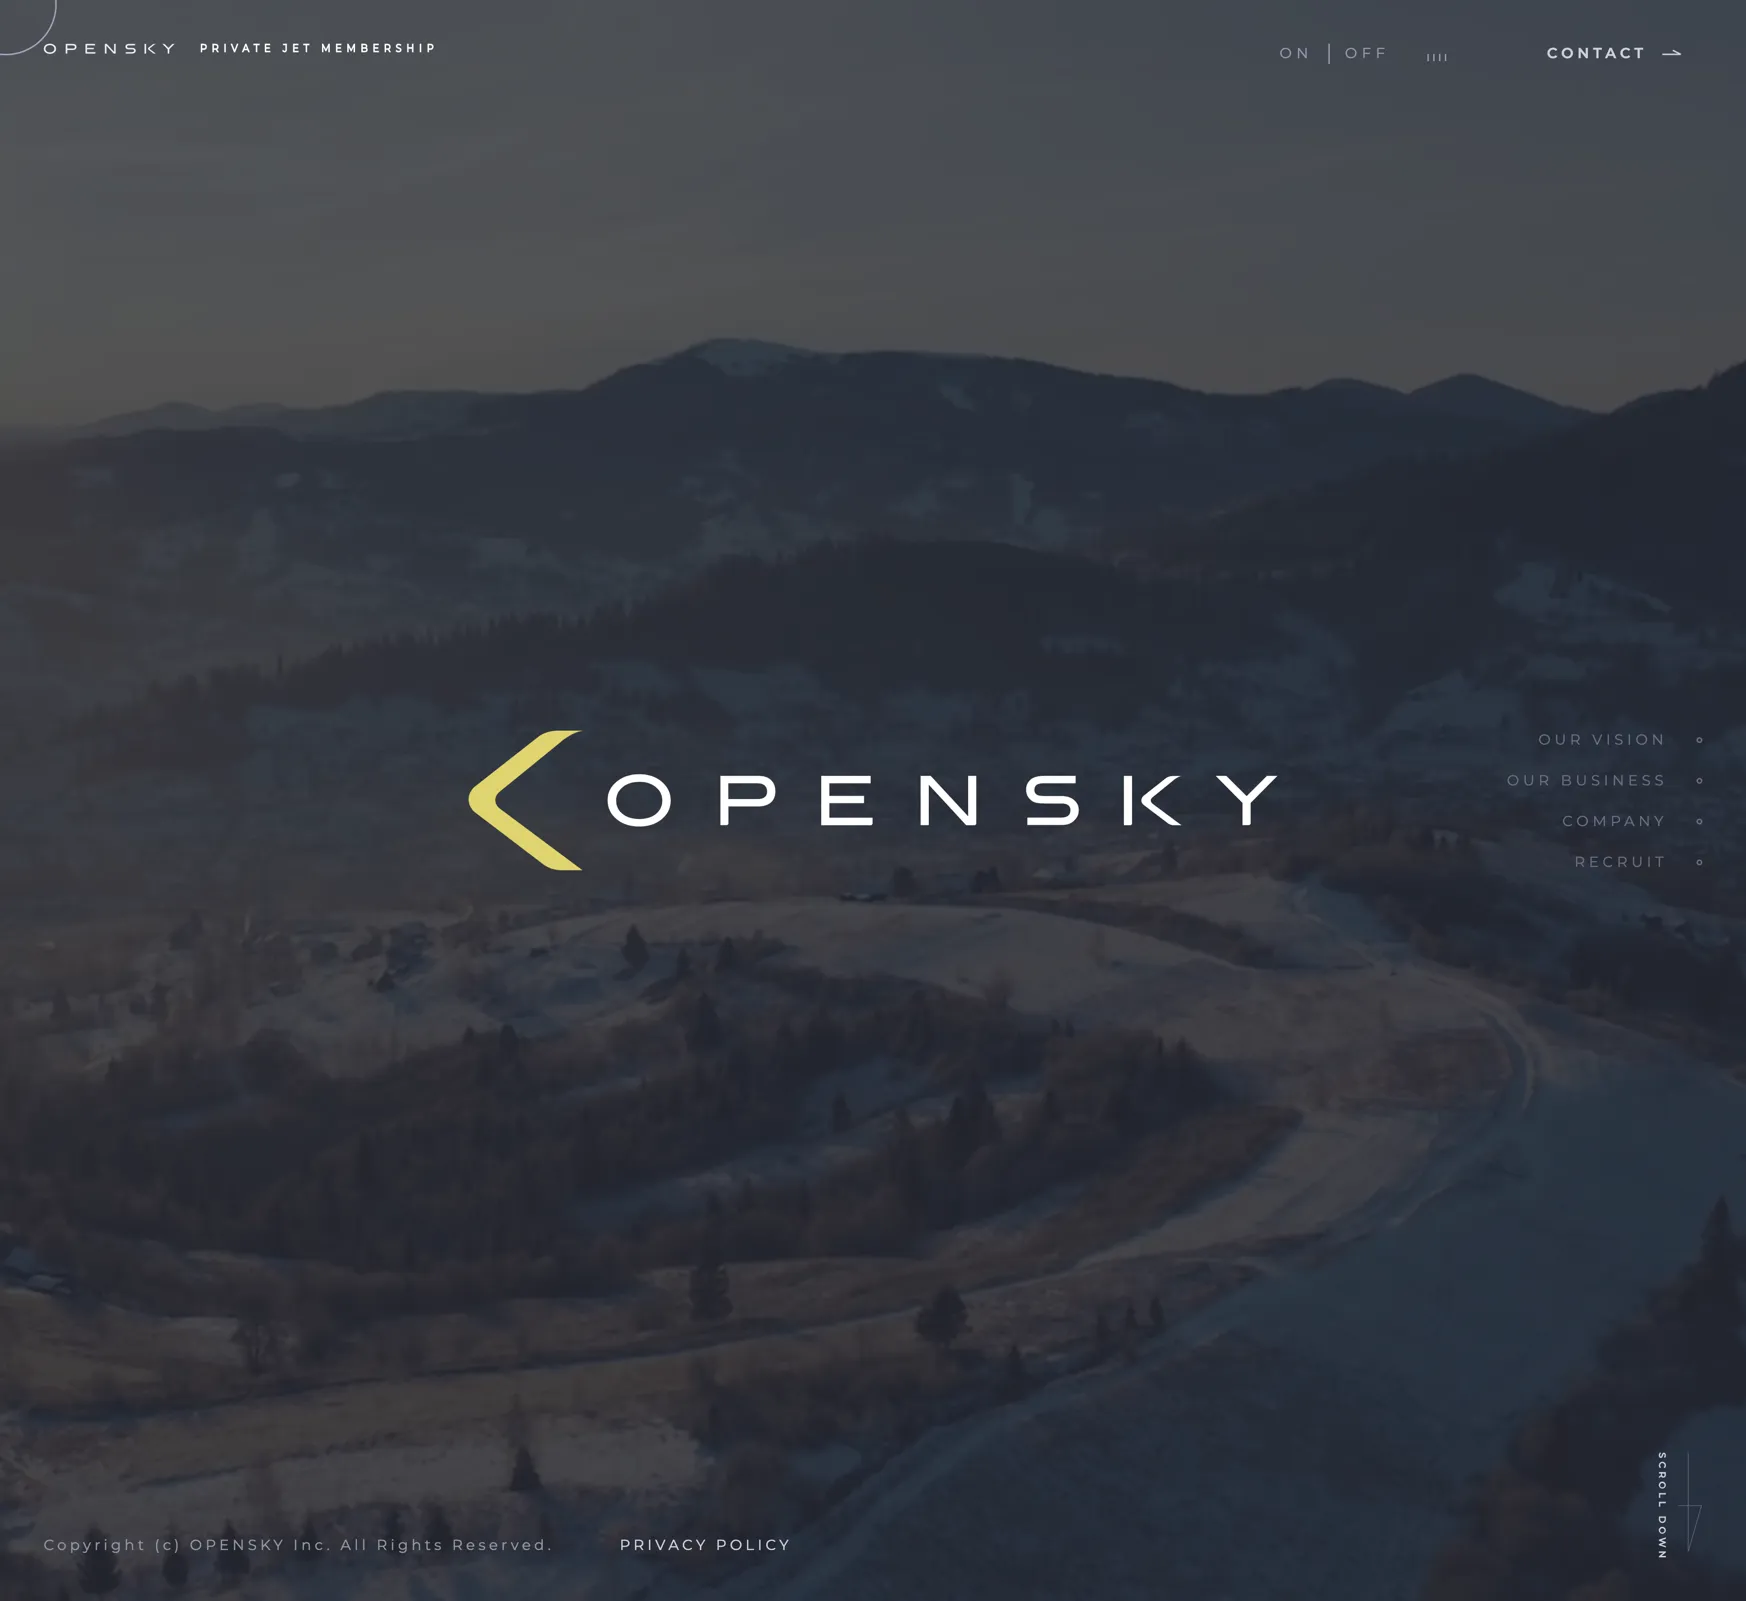 OPENSKY PRIVATE JET MEMBERSHIP
ON | OFF
CONTACT
OPENSKY
OUR VISION
OUR BUSINESS
COMPANY
RECRUIT
SCROLL DOWN
Copyright (c) OPENSKY Inc. All Rights Reserved.
PRIVACY POLICY